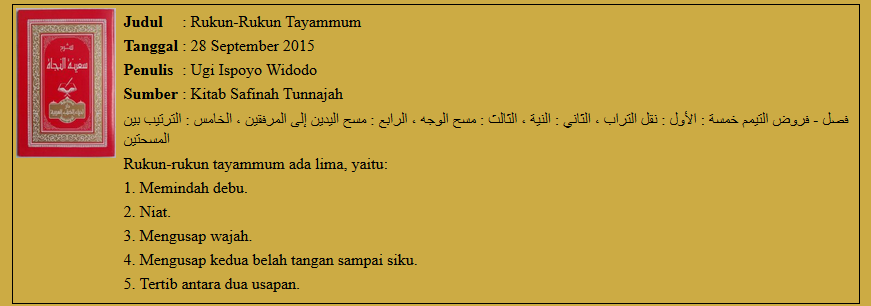 سفينة النجاة
Judul : Rukun-Rukun Tayammum
Tanggal : 28 September 2015
Penulis : Ugi Ispoyo Widodo
Sumber : Kitab Safinah Tunnajah
فصل - فروض التيمم خمسة : الأول : نقل التراب ، الثاني : النية ، الثالث : مسح الوجه ، الرابع : مسح اليدين إلى المرفقين ، الخامس : الترتيب بين
المسحتين
Rukun-rukun tayammum ada lima, yaitu:
1. Memindah debu.
2. Niat.
3. Mengusap wajah.
4. Mengusap kedua belah tangan sampai siku.
5. Tertib antara dua usapan.